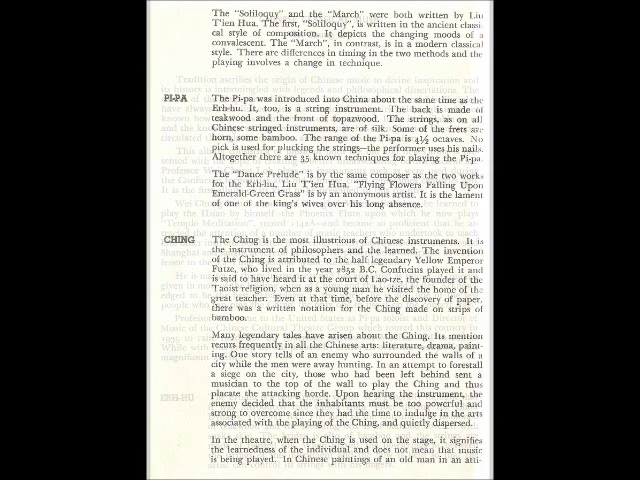 The "Soliloquy" and the "March" were both written by Liu
T'ien Hua. The first, "Soliloquy", is written in the ancient classi-
cal style of composition. It depicts the changing moods of a
convalescent. The "March", in contrast, is in a modern classical
style. There are differences in timing in the two methods and the
playing involves a change in technique.
PI-PA
The Pi-pa was introduced into China about the same time as the
Erh-hu. It, too, is a string instrument. The back is made of
teakwood and the front of topazwood. The strings, as on all
Chinese stringed instruments, are of silk. Some of the frets are
horn, some bamboo. The range of the Pi-pa is 4½ octaves. No
pick is used for plucking the strings—the performer uses his nails.
Altogether there are 35 known techniques for playing the Pi-pa.
The "Dance Prelude" is by the same composer as the two works
for the Erh-hu, Liu T'ien Hua. "Flying Flowers Falling Upon
Emerald-Green Grass" is by an anonymous artist. It is the lament
of one of the king's wives over his long absence.
CHING
The Ching is the most illustrious of Chinese instruments. It is
the instrument of philosophers and the learned. The invention
of the Ching is attributed to the half legendary Yellow Emperor
Futze, who lived in the year 2852 B.C. Confucius played it and
is said to have heard it at the court of Lao-tze, the founder of the
Taoist religion, when as a young man he visited the home of the
great teacher. Even at that time, before the discovery of paper,
there was a written notation for the Ching made on strips of
bamboo.
Many legendary tales have arisen about the Ching. Its mention
recurs frequently in all the Chinese arts: literature, drama, paint-
ing. One story tells of an enemy who surrounded the walls of a
city while the men were away hunting. In an attempt to forestall
a siege on the city, those who had been left behind sent a
musician to the top of the wall to play the Ching and thus
placate the attacking horde. Upon hearing the instrument, the
enemy decided that the inhabitants must be too powerful and
strong to overcome since they had the time to indulge in the arts
associated with the playing of the Ching, and quietly dispersed.
In the theatre, when the Ching is used on the stage, it signifies
the learnedness of the individual and does not mean that music
is being played. In Chinese paintings of an old man in an atti-